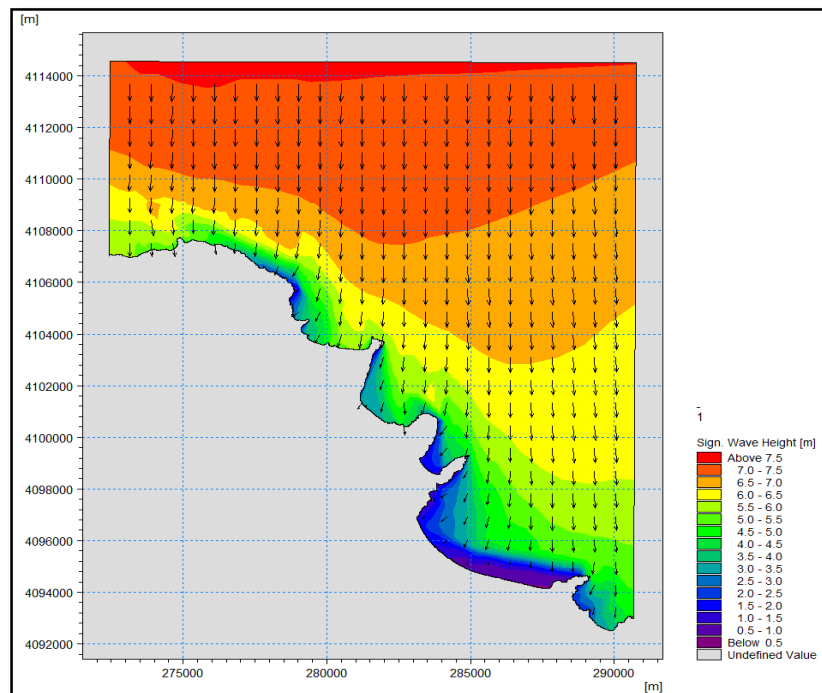 [m]
4114000
4112000
4110000
4108000
4106000
4104000
4102000
4100000
4098000
4096000
4094000
4092000
275000 280000 285000 290000
[m]
-
1
Sign. Wave Height [m]
Above 7.5
7.0 - 7.5
6.5 - 7.0
6.0 - 6.5
5.5 - 6.0
5.0 - 5.5
4.5 - 5.0
4.0 - 4.5
3.5 - 4.0
3.0 - 3.5
2.5 - 3.0
2.0 - 2.5
1.5 - 2.0
1.0 - 1.5
0.5 - 1.0
Below 0.5
Undefined Value